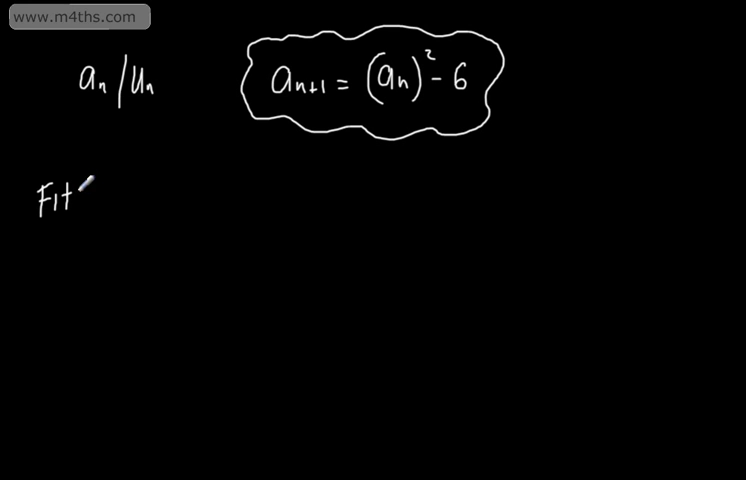 www.m4ths.com
aₙ/uₙ
aₙ₊₁ = (aₙ)² - 6
Fit